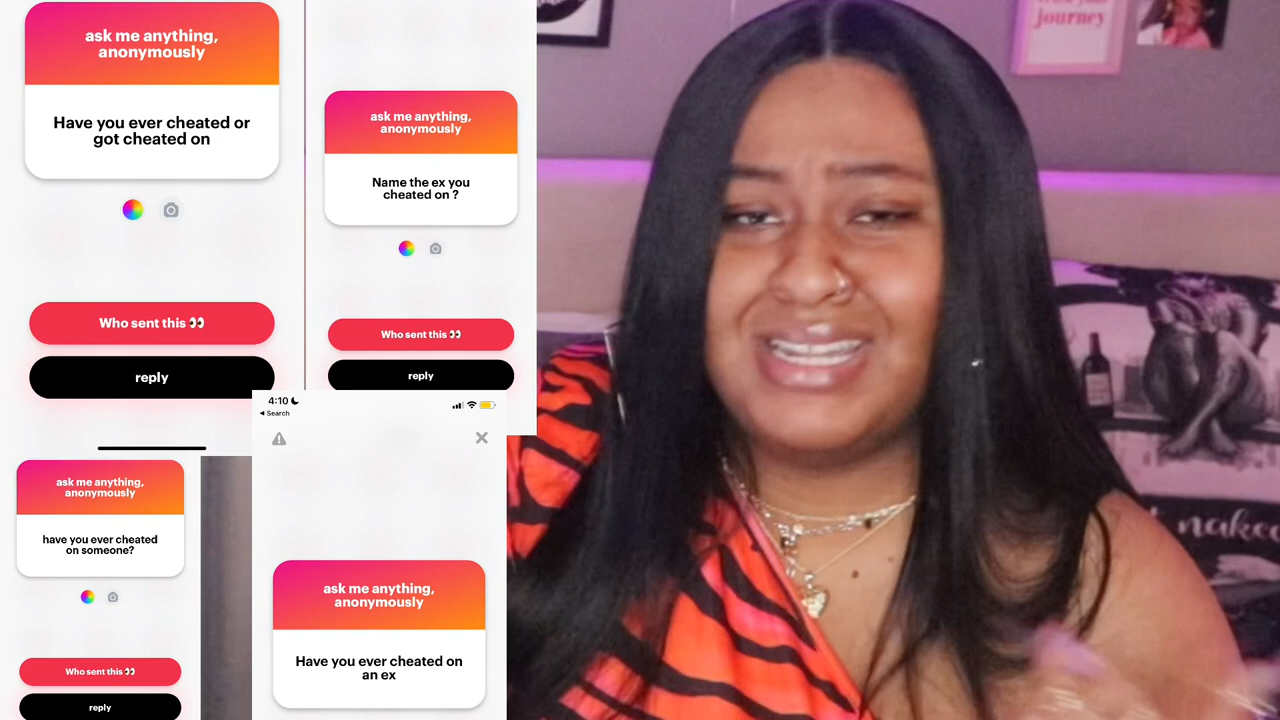 ask me anything,
anonymously
Have you ever cheated or
got cheated on
Who sent this 👀
reply
ask me anything,
anonymously
Name the ex you
cheated on ?
Who sent this 👀
reply
ask me anything,
anonymously
have you ever cheated
on someone?
Who sent this 👀
reply
4:10
◀ Search
ask me anything,
anonymously
Have you ever cheated on
an ex
journey
naked